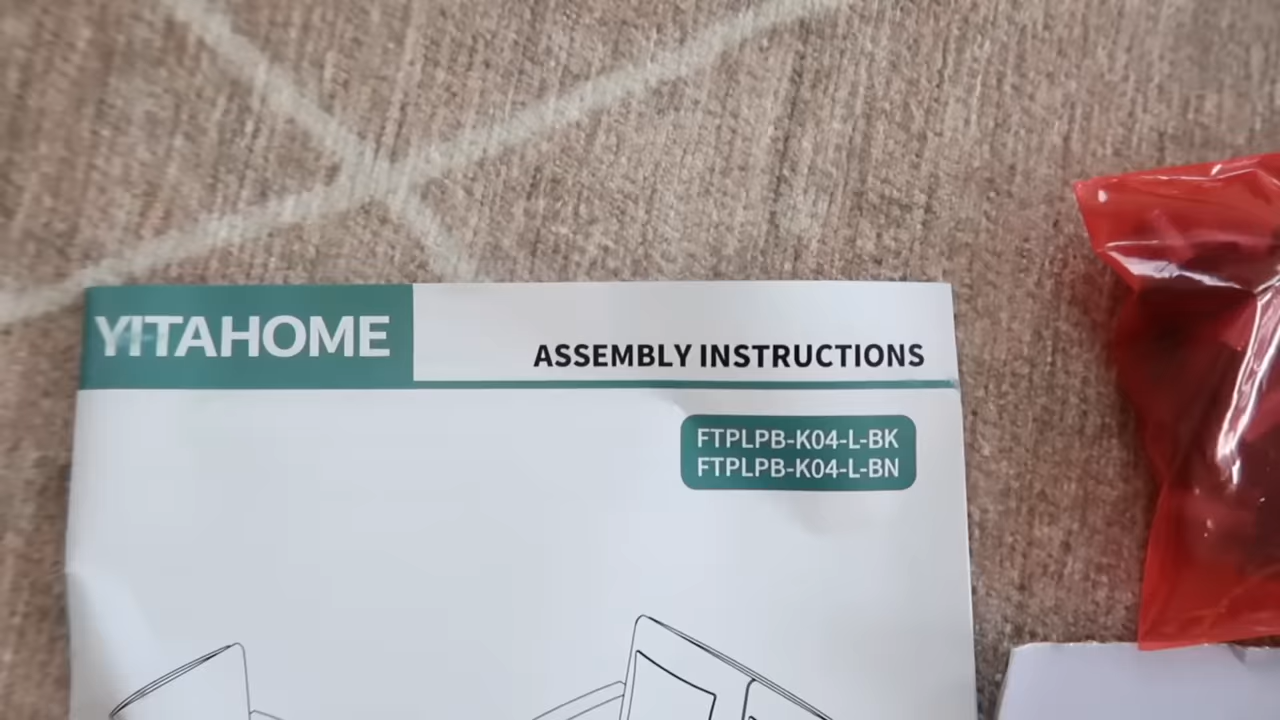 YITAHOME
ASSEMBLY INSTRUCTIONS
FTPLPB-K04-L-BK
FTPLPB-K04-L-BN